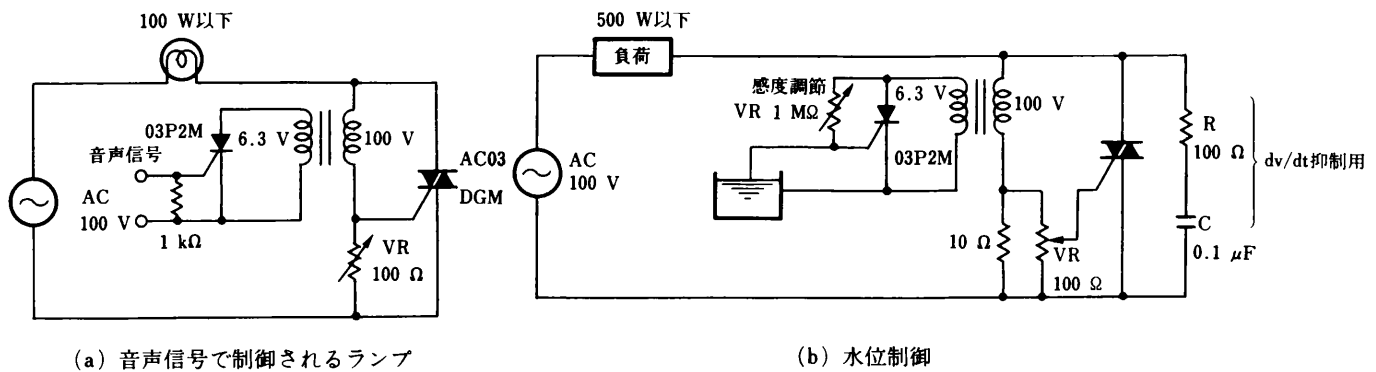 100 W以下
03P2M
6.3 V
100 V
音声信号
AC
100 V
1 kΩ
AC03
DGM
VR
100 Ω
(a) 音声信号で制御されるランプ
500 W以下
負荷
感度調節
VR 1 MΩ
6.3 V
100 V
03P2M
AC
100 V
10 Ω
VR
100 Ω
R
100 Ω
C
0.1 μF
dv/dt抑制用
(b) 水位制御